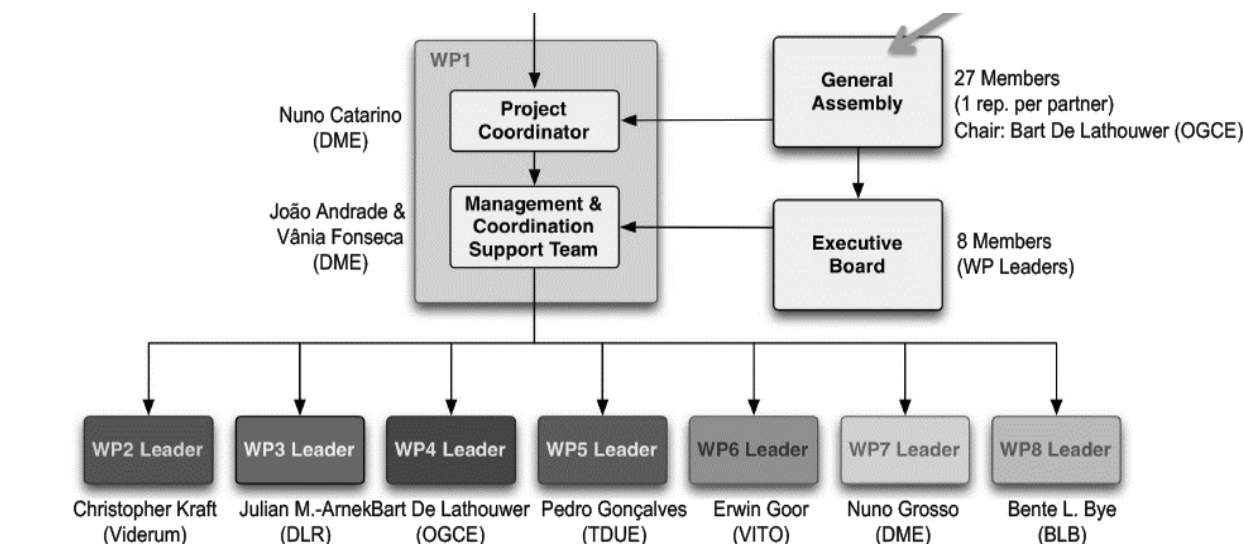 WP1
Project
Coordinator
Nuno Catarino
(DME)
General
Assembly
27 Members
(1 rep. per partner)
Chair: Bart De Lathouwer (OGCE)
Management &
Coordination
Support Team
João Andrade &
Vânia Fonseca
(DME)
Executive
Board
8 Members
(WP Leaders)
WP2 Leader
Christopher Kraft
(Viderum)
WP3 Leader
Julian M.-Arnek
(DLR)
WP4 Leader
Bart De Lathouwer
(OGCE)
WP5 Leader
Pedro Gonçalves
(TDUE)
WP6 Leader
Erwin Goor
(VITO)
WP7 Leader
Nuno Grosso
(DME)
WP8 Leader
Bente L. Bye
(BLB)